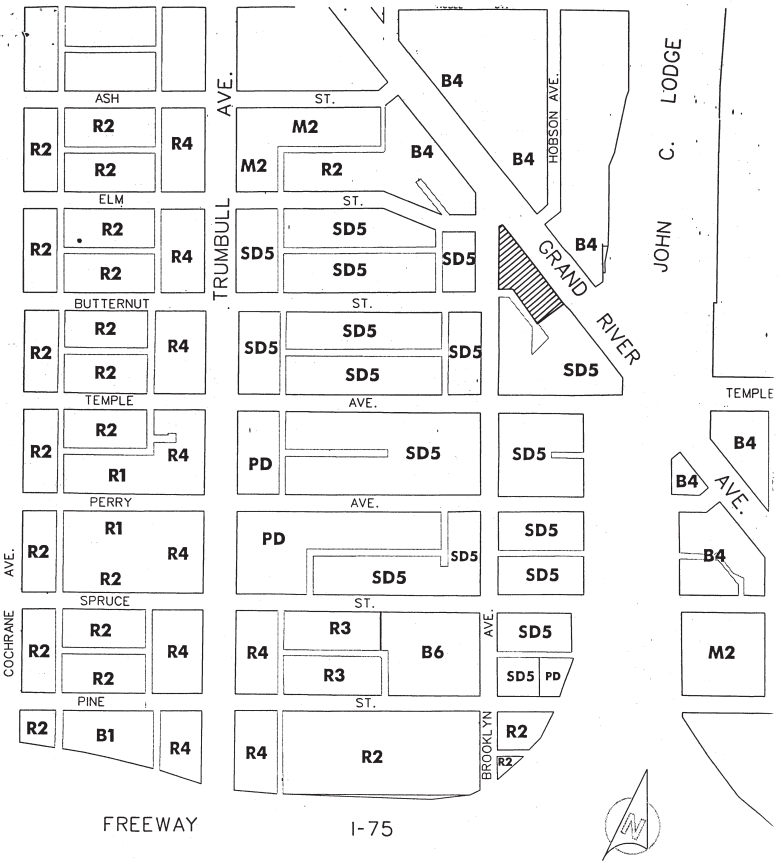 B4
LODGE
C.
JOHN
AVE.
HOBSON AVE.
ASH ST.
R2
R2
R4
R2
M2
M2
R2
B4
B4
ELM ST.
TRUMBULL
R2
R2
R4
R2
SD5
SD5
SD5
SD5
B4
GRAND
RIVER
BUTTERNUT ST.
R2
R2
R4
R2
SD5
SD5
SD5
SD5
SD5
TEMPLE AVE. TEMPLE
R2
R2
R4
R1
PD
SD5
SD5
B4
B4
AVE.
PERRY AVE.
R1
R2
R4
R2
PD
SD5
SD5
SD5
SD5
B4
AVE.
COCHRANE
SPRUCE ST.
AVE.
BROOKLYN
R2
R2
R4
R2
R4
R3
R3
B6
SD5
SD5
PD
M2
PINE ST.
R2
B1
R4
R4
R2
R2
R2
FREEWAY I-75
N